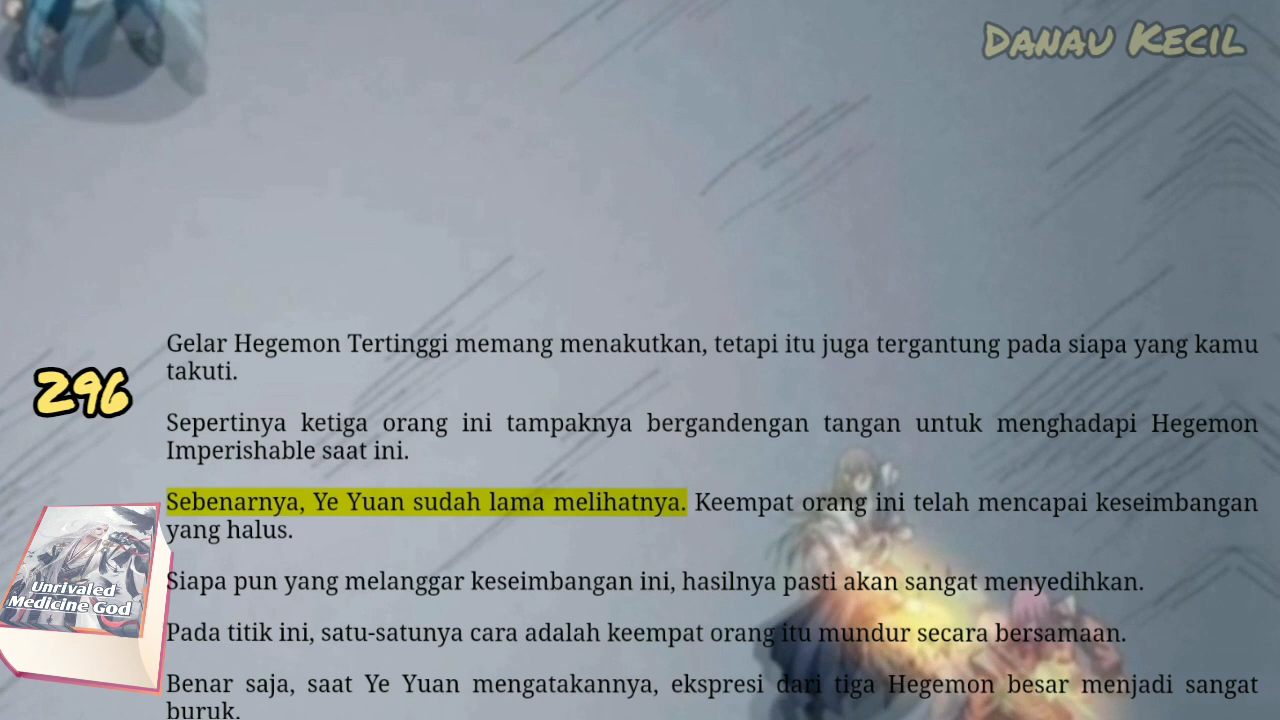 Danau Kecil
Gelar Hegemon Tertinggi memang menakutkan, tetapi itu juga tergantung pada siapa yang kamu
takuti.
296
Sepertinya ketiga orang ini tampaknya bergandengan tangan untuk menghadapi Hegemon
Imperishable saat ini.
Sebenarnya, Ye Yuan sudah lama melihatnya. Keempat orang ini telah mencapai keseimbangan
yang halus.
Unrivaled
Medicine God
Siapa pun yang melanggar keseimbangan ini, hasilnya pasti akan sangat menyedihkan.
Pada titik ini, satu-satunya cara adalah keempat orang itu mundur secara bersamaan.
Benar saja, saat Ye Yuan mengatakannya, ekspresi dari tiga Hegemon besar menjadi sangat
buruk.